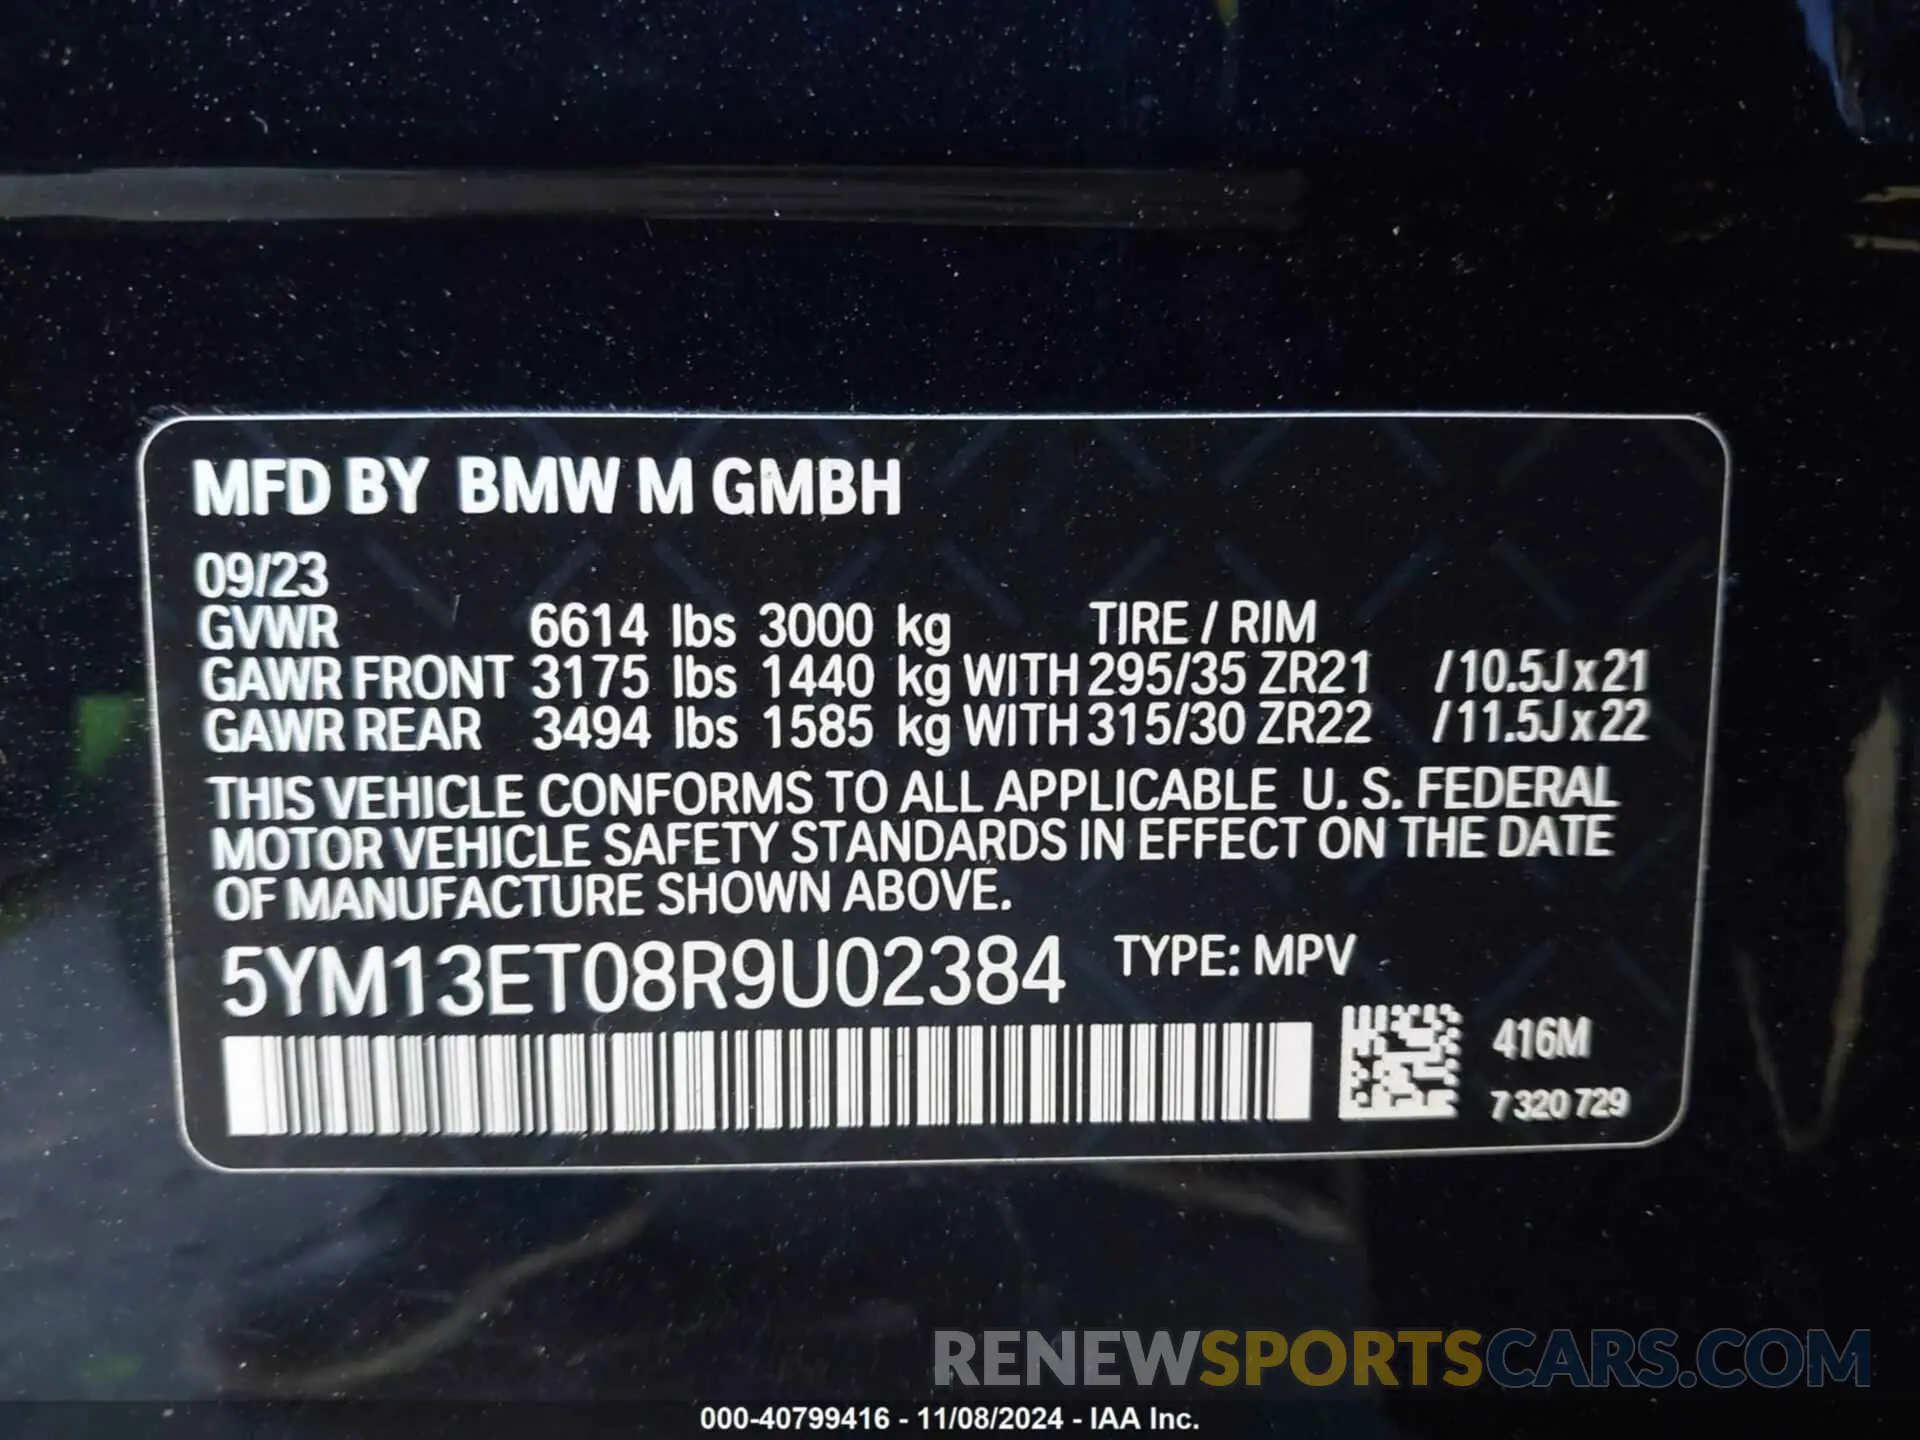 MFD BY BMW M GMBH
09/23
GVWR 6614 lbs 3000 kg TIRE / RIM
GAWR FRONT 3175 lbs 1440 kg WITH 295/35 ZR21 /10.5Jx21
GAWR REAR 3494 lbs 1585 kg WITH 315/30 ZR22 /11.5Jx22
THIS VEHICLE CONFORMS TO ALL APPLICABLE U. S. FEDERAL
MOTOR VEHICLE SAFETY STANDARDS IN EFFECT ON THE DATE
OF MANUFACTURE SHOWN ABOVE.
5YM13ET08R9U02384 TYPE: MPV
416M
7 320 729
RENEWSPORTSCARS.COM
000-40799416 - 11/08/2024 - IAA Inc.